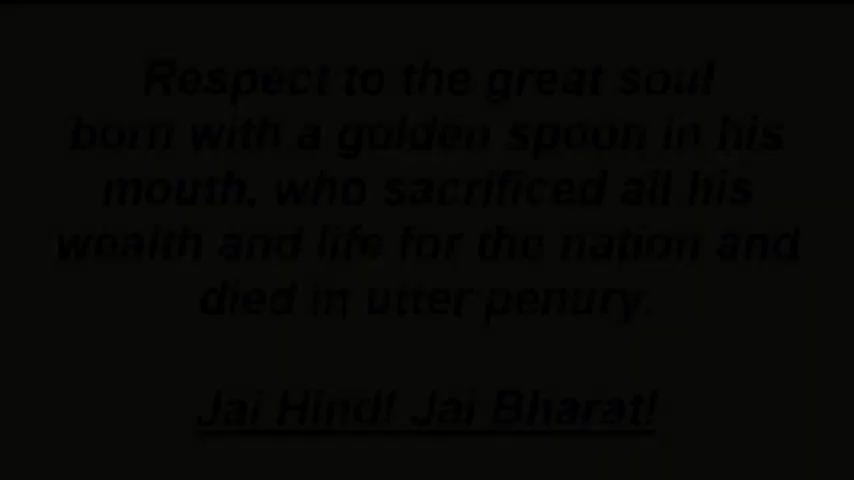 Respect to the great soul
born with a golden spoon in his
mouth, who sacrificed all his
wealth and life for the nation and
died in utter penury.
Jai Hind! Jai Bharat!